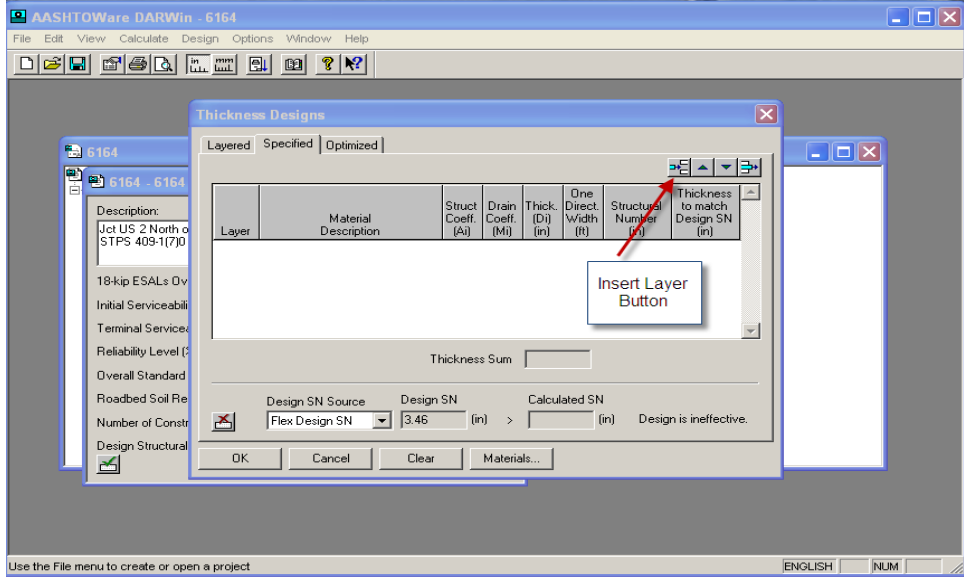 AASHTOWare DARWin - 6164
File Edit View Calculate Design Options Window Help
in. mm
Thickness Designs
Layered Specified Optimized
6164
6164 - 6164
Description:
Jct US 2 North o
STPS 409-1(7)0
18-kip ESALs Ov
Initial Serviceabili
Terminal Service
Reliability Level (
Overall Standard
Roadbed Soil Re
Number of Constr
Design Structural
Layer
Material
Description
Struct
Coeff.
(Ai)
Drain
Coeff.
(Mi)
Thick.
(Di)
(in)
One
Direct.
Width
(ft)
Structural
Number
(in)
Thickness
to match
Design SN
(in)
Insert Layer
Button
Thickness Sum
Design SN Source Design SN Calculated SN
Flex Design SN 3.46 (in) > (in) Design is ineffective.
OK Cancel Clear Materials...
Use the File menu to create or open a project ENGLISH NUM